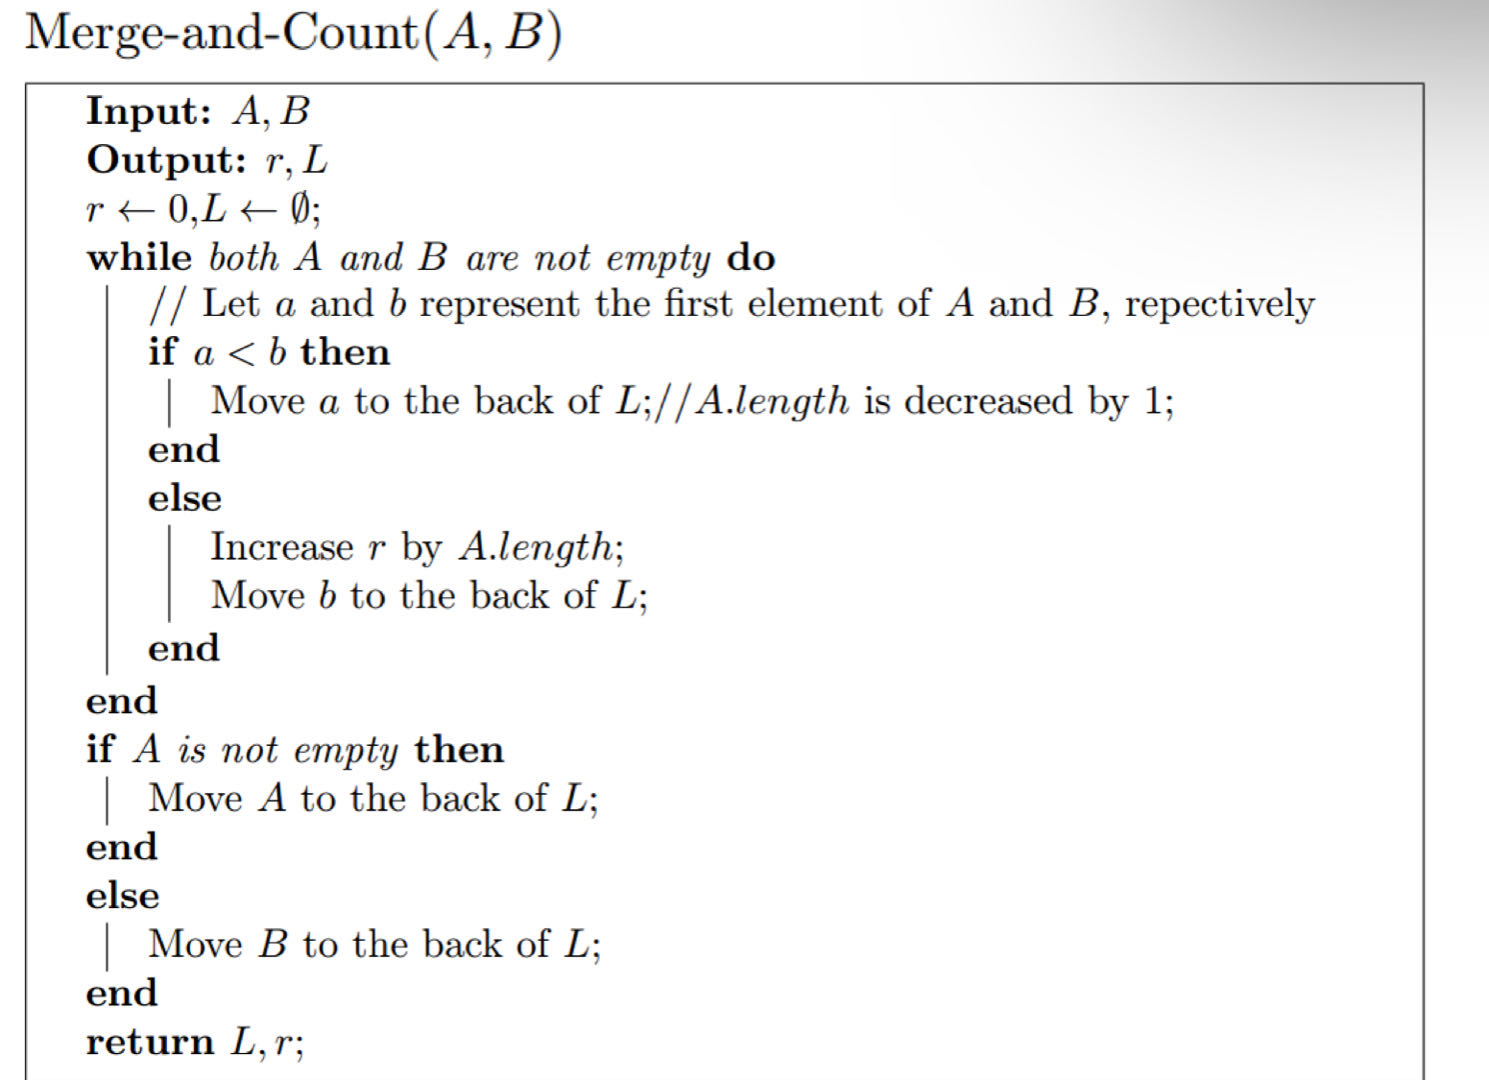 Merge-and-Count(A, B)
Input: A, B
Output: r, L
r ← 0,L ← ∅;
while both A and B are not empty do
// Let a and b represent the first element of A and B, repectively
if a < b then
Move a to the back of L;//A.length is decreased by 1;
end
else
Increase r by A.length;
Move b to the back of L;
end
end
if A is not empty then
Move A to the back of L;
end
else
Move B to the back of L;
end
return L, r;